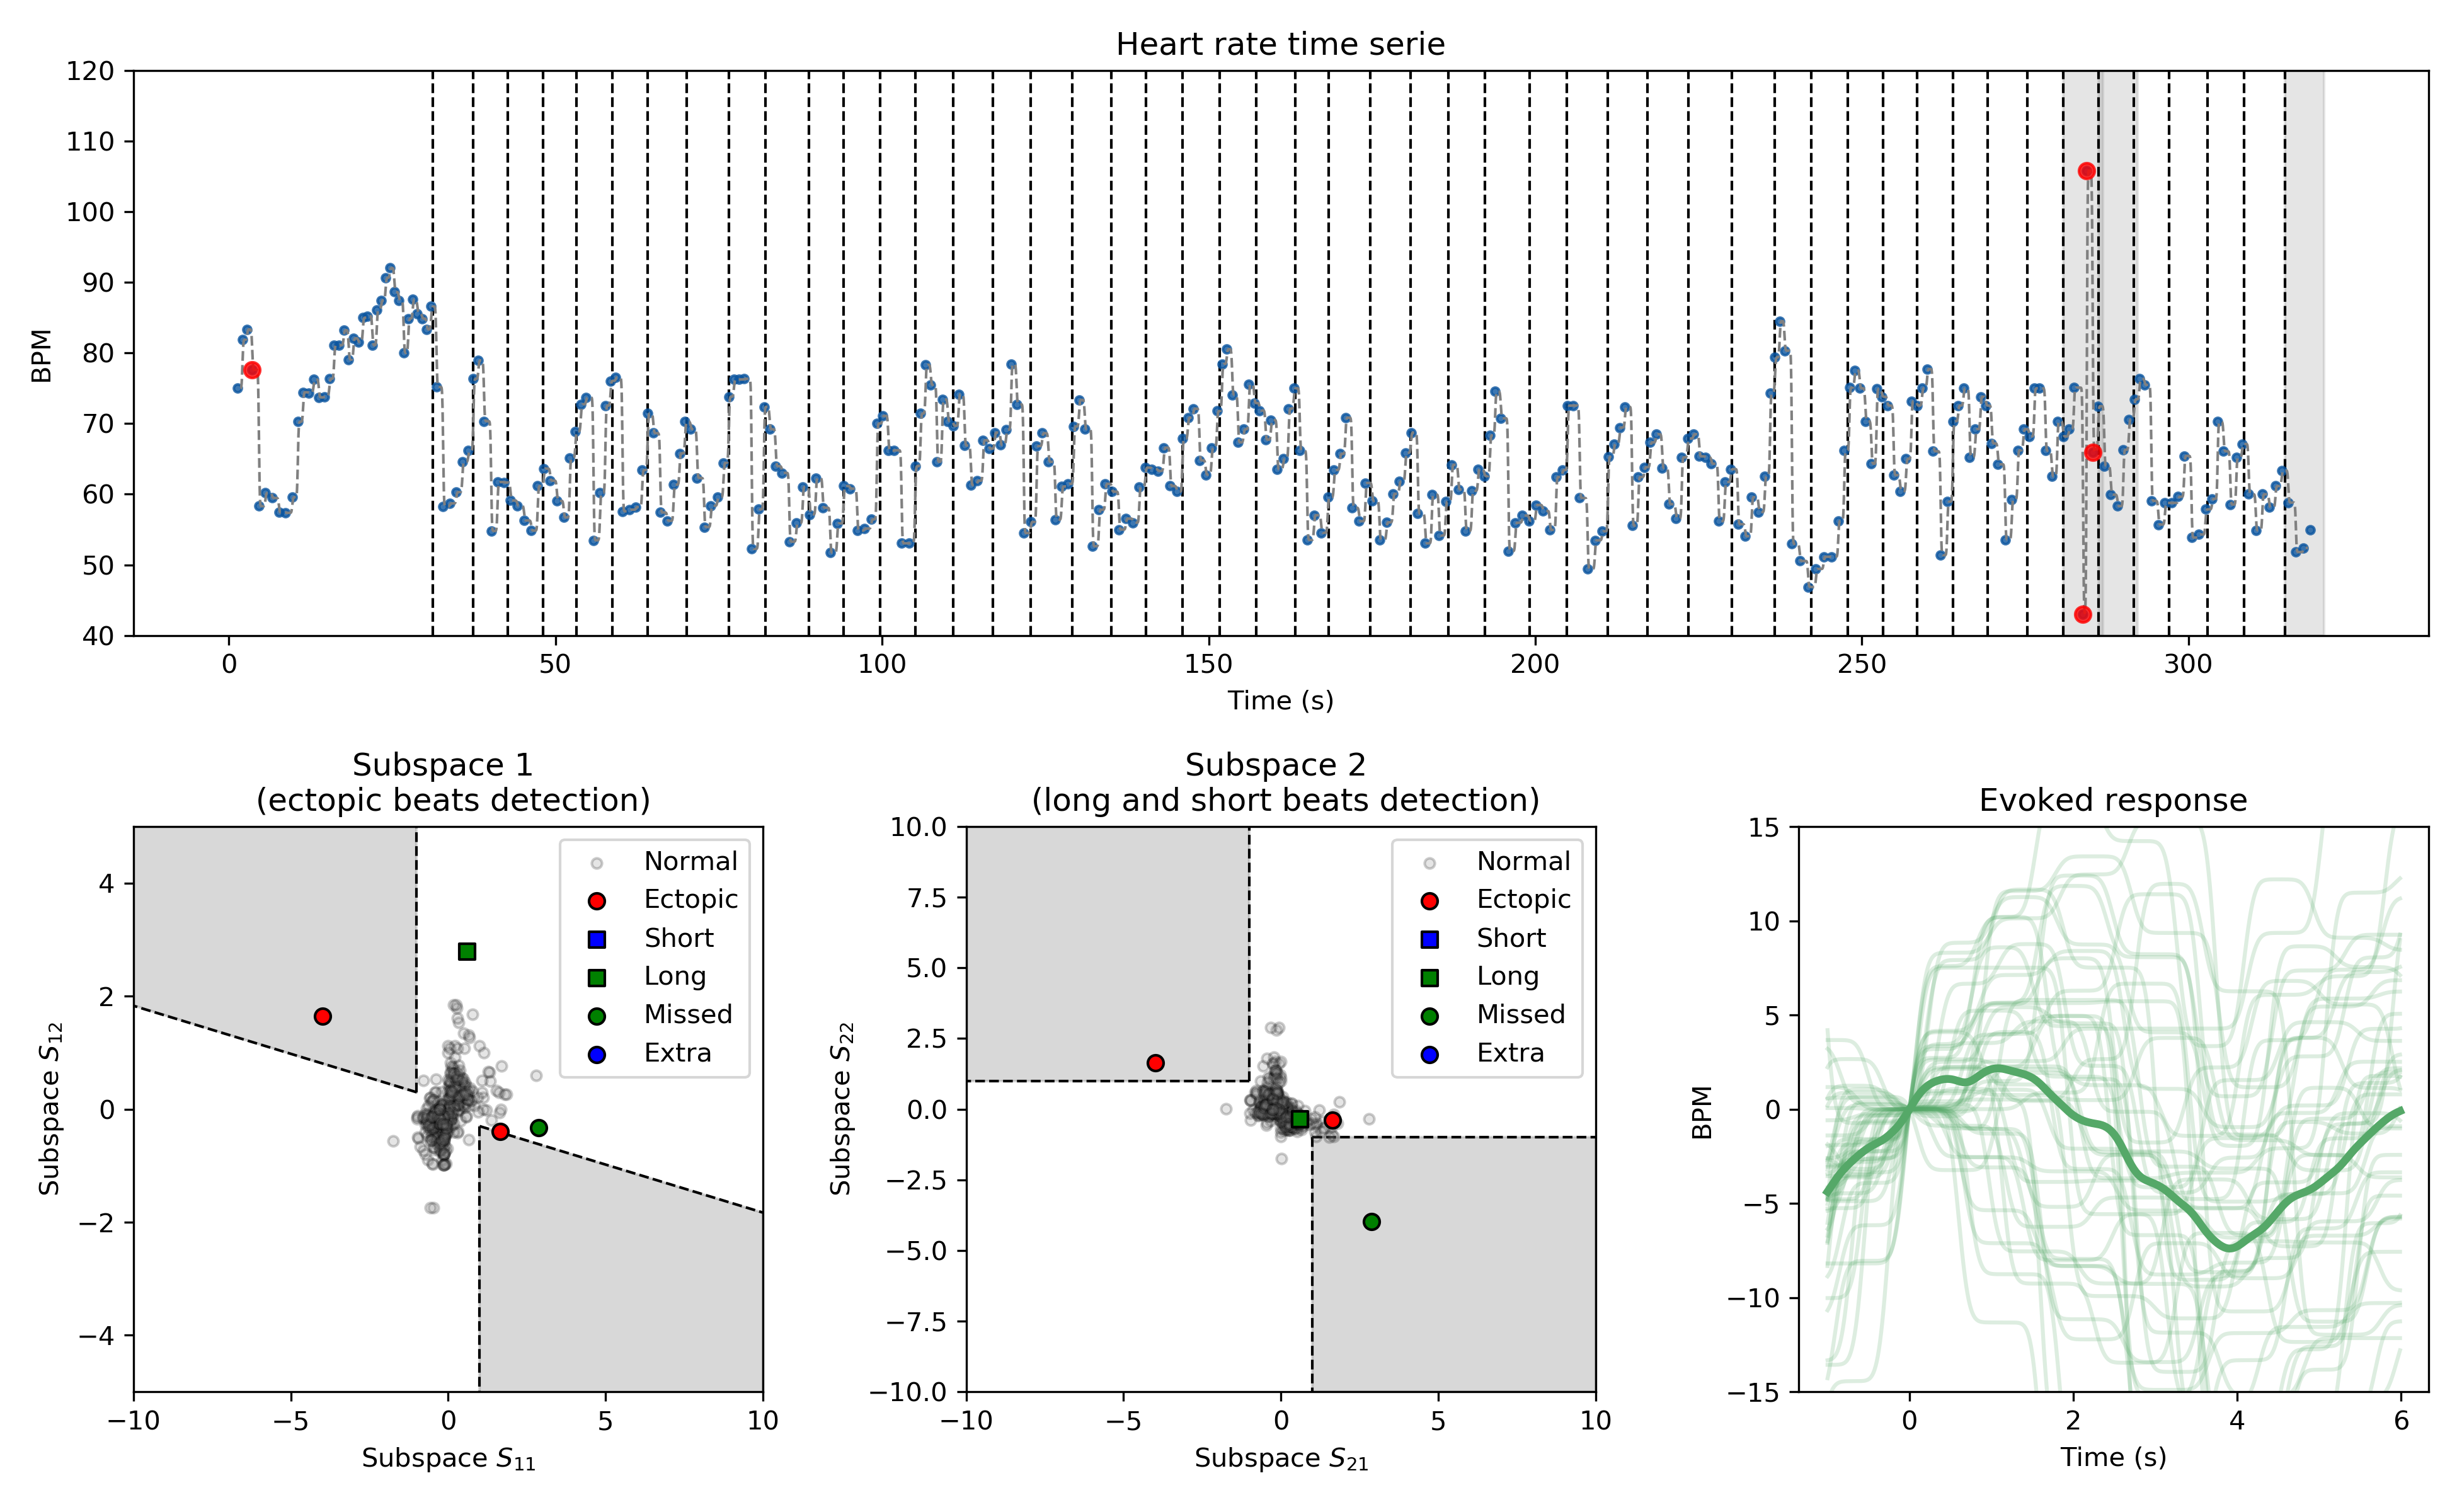 Heart rate time serie
120
110
100
90
80
70
60
50
40
BPM
0 50 100 150 200 250 300
Time (s)
Subspace 1
(ectopic beats detection)
4
2
0
−2
−4
Subspace S12
−10 −5 0 5 10
Subspace S11
Normal
Ectopic
Short
Long
Missed
Extra
Subspace 2
(long and short beats detection)
10.0
7.5
5.0
2.5
0.0
−2.5
−5.0
−7.5
−10.0
Subspace S22
−10 −5 0 5 10
Subspace S21
Normal
Ectopic
Short
Long
Missed
Extra
Evoked response
15
10
5
0
−5
−10
−15
BPM
0 2 4 6
Time (s)